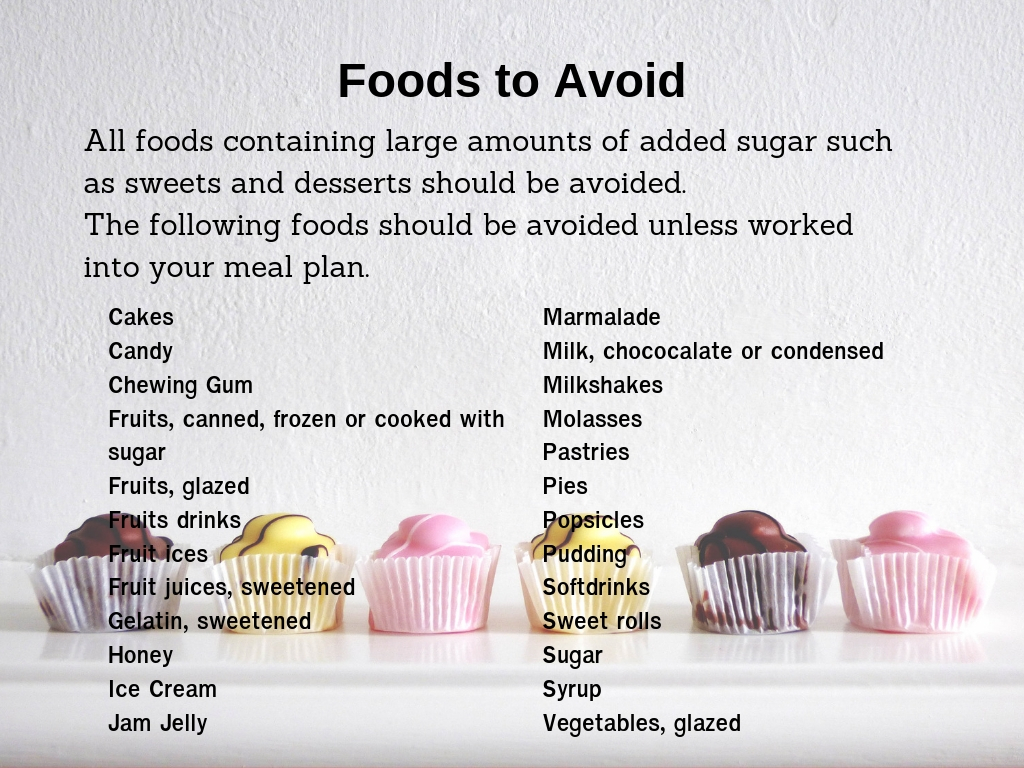 Foods to Avoid
All foods containing large amounts of added sugar such
as sweets and desserts should be avoided.
The following foods should be avoided unless worked
into your meal plan.
Cakes
Candy
Chewing Gum
Fruits, canned, frozen or cooked with
sugar
Fruits, glazed
Fruits drinks
Fruit ices
Fruit juices, sweetened
Gelatin, sweetened
Honey
Ice Cream
Jam Jelly
Marmalade
Milk, chococalate or condensed
Milkshakes
Molasses
Pastries
Pies
Popsicles
Pudding
Softdrinks
Sweet rolls
Sugar
Syrup
Vegetables, glazed